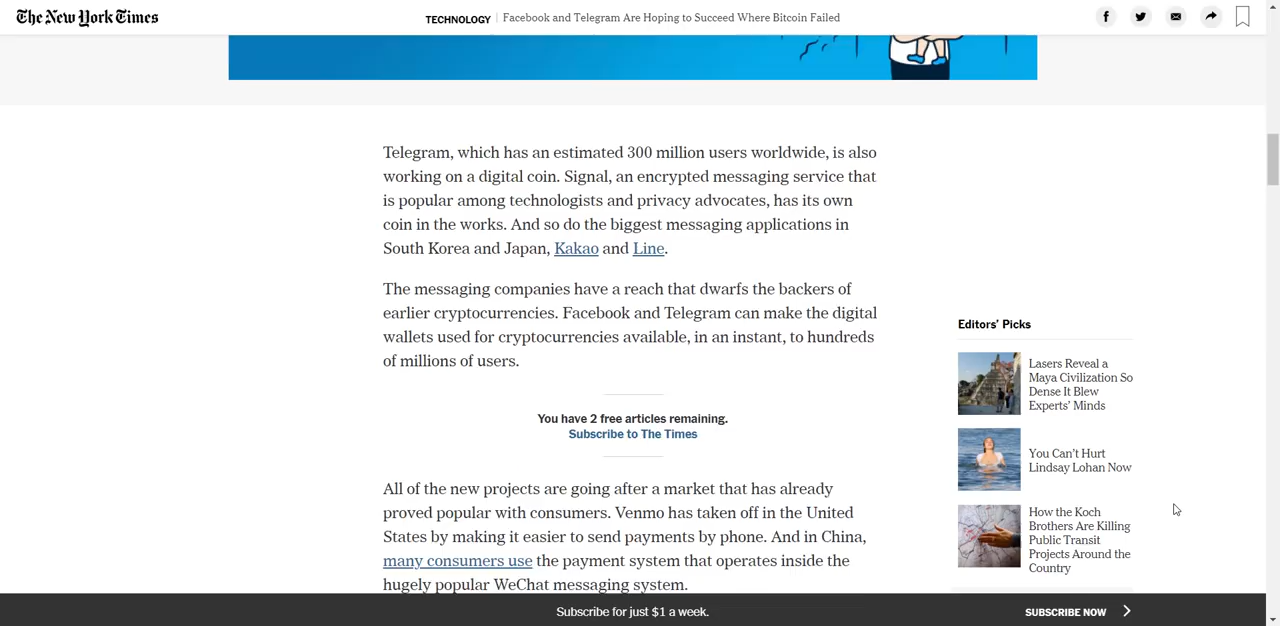 The New York Times
TECHNOLOGY | Facebook and Telegram Are Hoping to Succeed Where Bitcoin Failed
Telegram, which has an estimated 300 million users worldwide, is also
working on a digital coin. Signal, an encrypted messaging service that
is popular among technologists and privacy advocates, has its own
coin in the works. And so do the biggest messaging applications in
South Korea and Japan, Kakao and Line.
The messaging companies have a reach that dwarfs the backers of
earlier cryptocurrencies. Facebook and Telegram can make the digital
wallets used for cryptocurrencies available, in an instant, to hundreds
of millions of users.
You have 2 free articles remaining.
Subscribe to The Times
All of the new projects are going after a market that has already
proved popular with consumers. Venmo has taken off in the United
States by making it easier to send payments by phone. And in China,
many consumers use the payment system that operates inside the
hugely popular WeChat messaging system.
Editors' Picks
Lasers Reveal a
Maya Civilization So
Dense It Blew
Experts' Minds
You Can't Hurt
Lindsay Lohan Now
How the Koch
Brothers Are Killing
Public Transit
Projects Around the
Country
Subscribe for just $1 a week.
SUBSCRIBE NOW